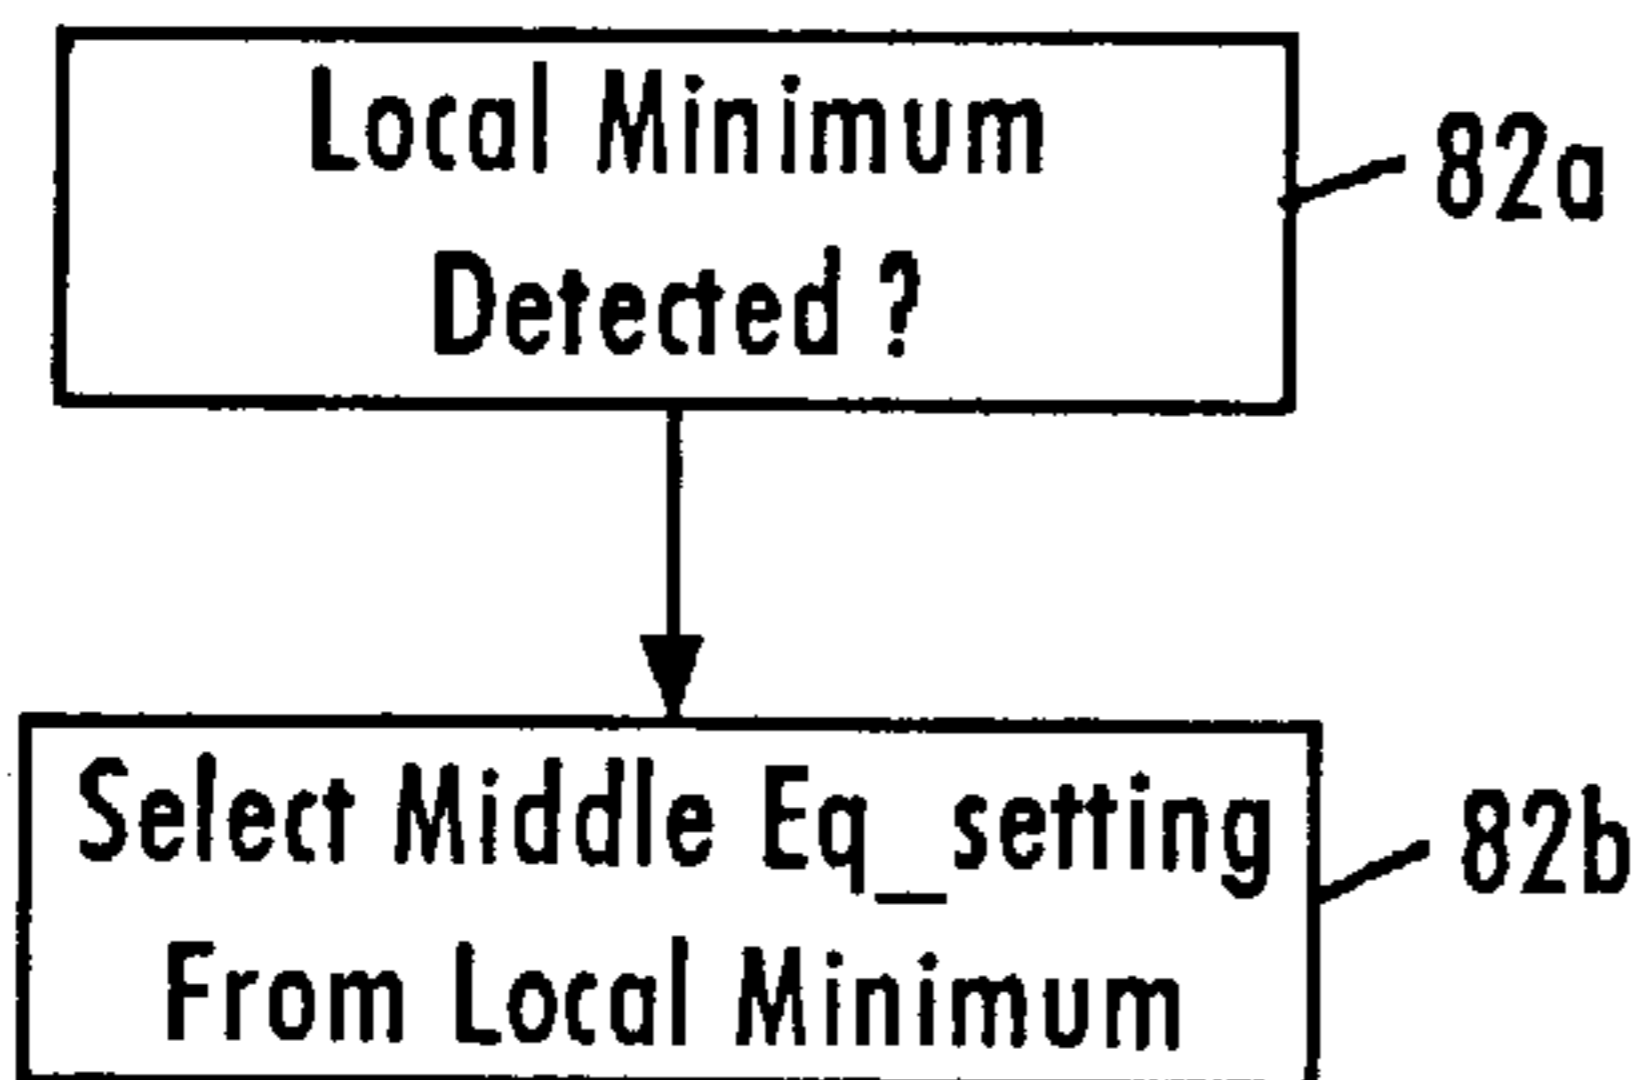 Local Minimum
Detected ?
82a
Select Middle Eq_setting
From Local Minimum
82b